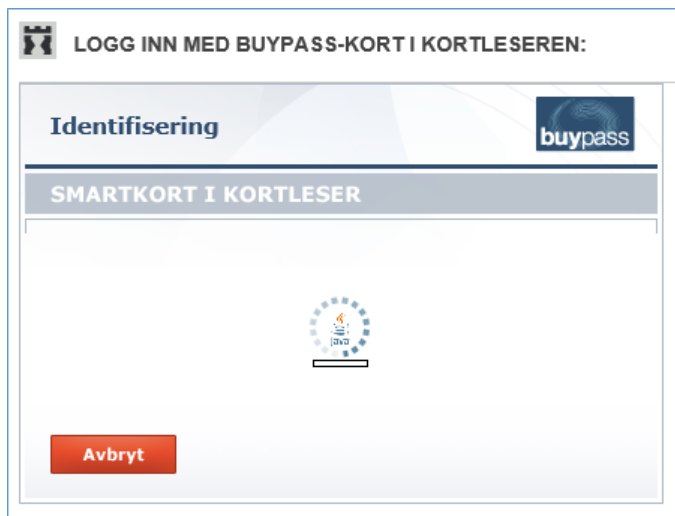 LOGG INN MED BUYPASS-KORT I KORTLESEREN:
Identifisering
buypass
SMARTKORT I KORTLESER
java
Avbryt